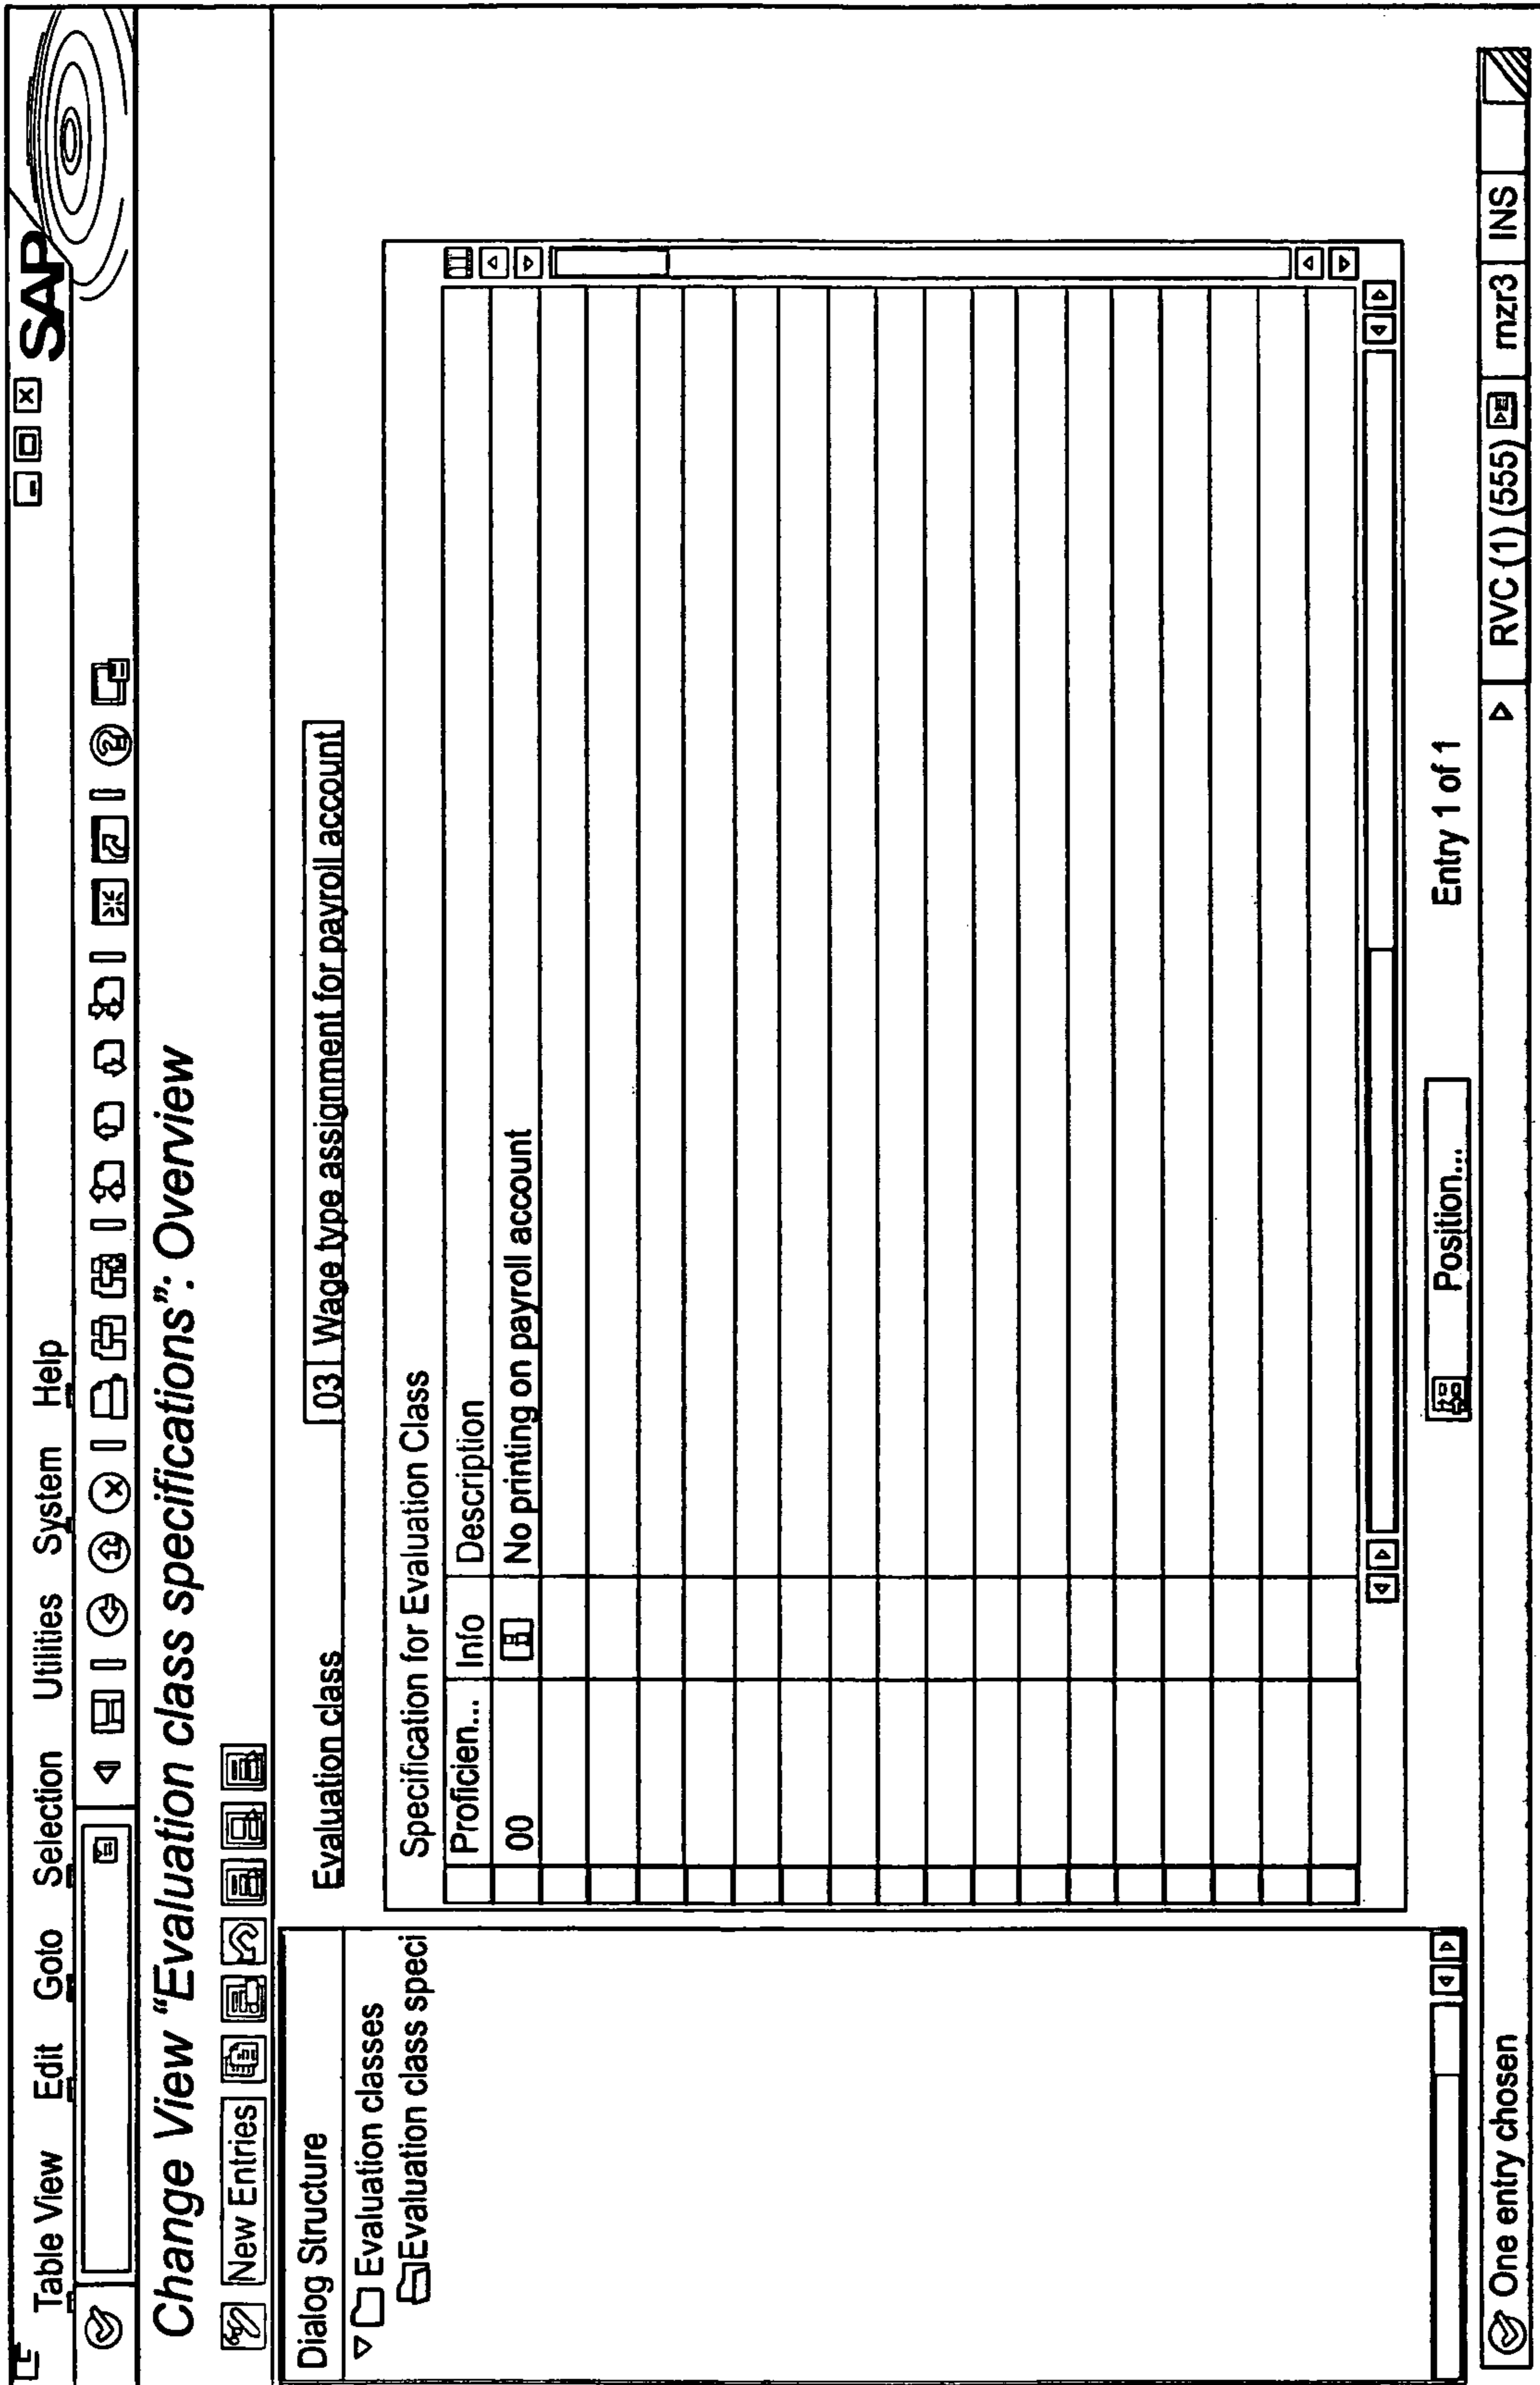 Table View Edit Goto Selection Utilities System Help
SAP
Change View "Evaluation class specifications": Overview
New Entries
Dialog Structure
Evaluation classes
Evaluation class speci
Evaluation class 03 Wage type assignment for payroll account
Specification for Evaluation Class
Proficien... Info Description
00 No printing on payroll account
Position... Entry 1 of 1
One entry chosen RVC (1) (555) mzr3 INS